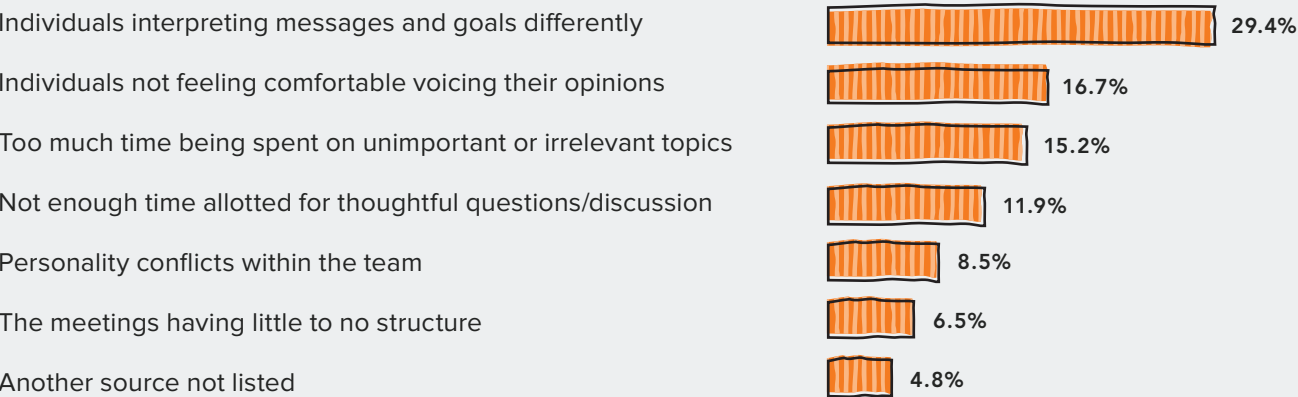 Individuals interpreting messages and goals differently 29.4%
Individuals not feeling comfortable voicing their opinions 16.7%
Too much time being spent on unimportant or irrelevant topics 15.2%
Not enough time allotted for thoughtful questions/discussion 11.9%
Personality conflicts within the team 8.5%
The meetings having little to no structure 6.5%
Another source not listed 4.8%